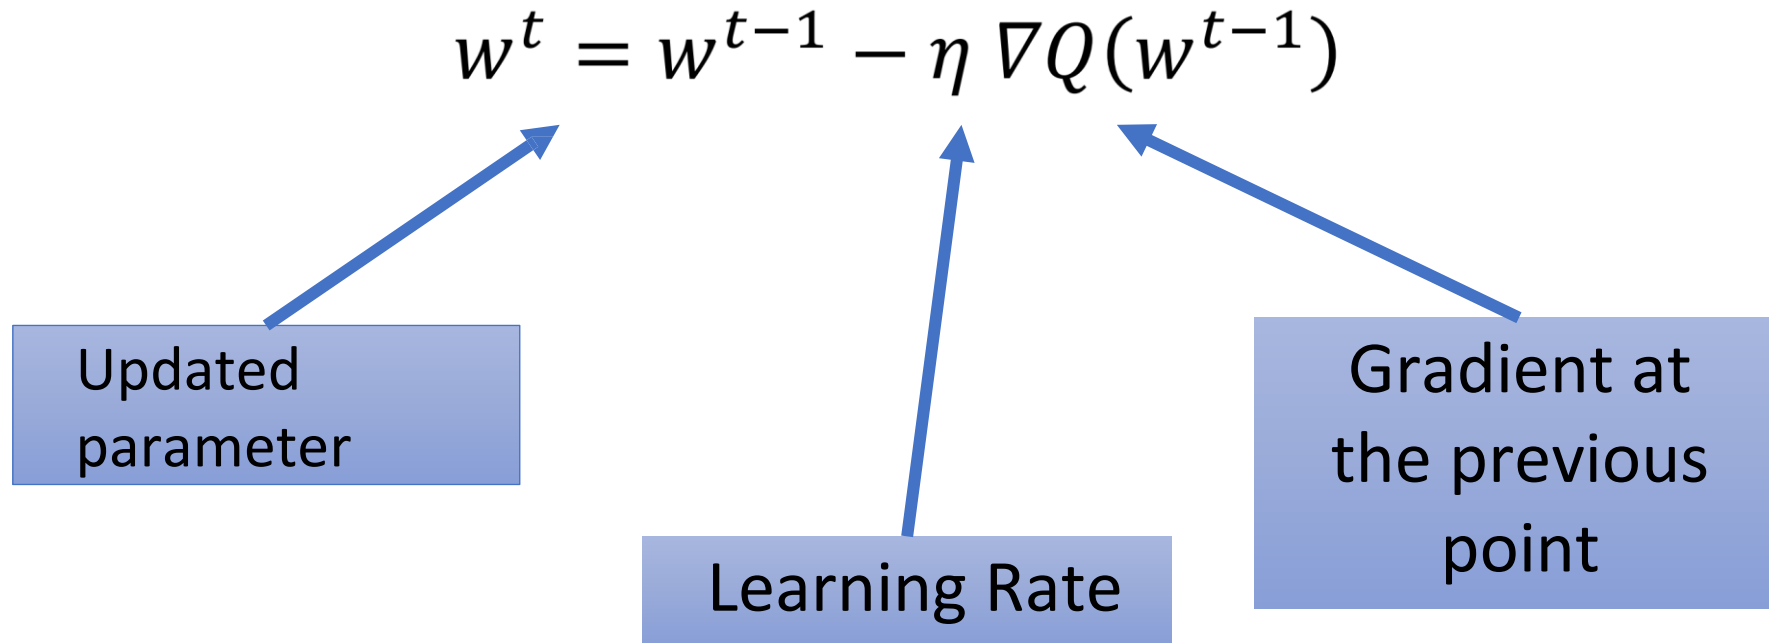 w^t = w^{t−1} − η ∇Q(w^{t−1})
Updated
parameter
Learning Rate
Gradient at
the previous
point